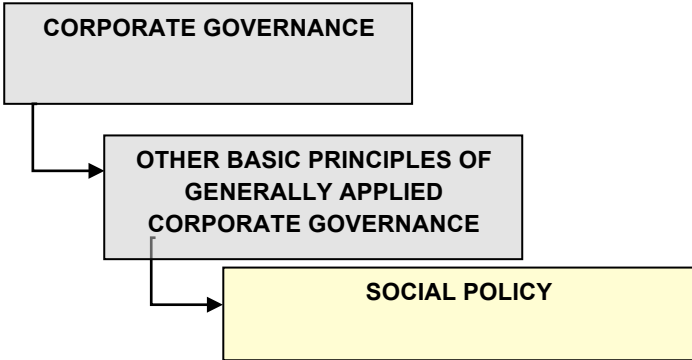 CORPORATE GOVERNANCE
OTHER BASIC PRINCIPLES OF
GENERALLY APPLIED
CORPORATE GOVERNANCE
SOCIAL POLICY